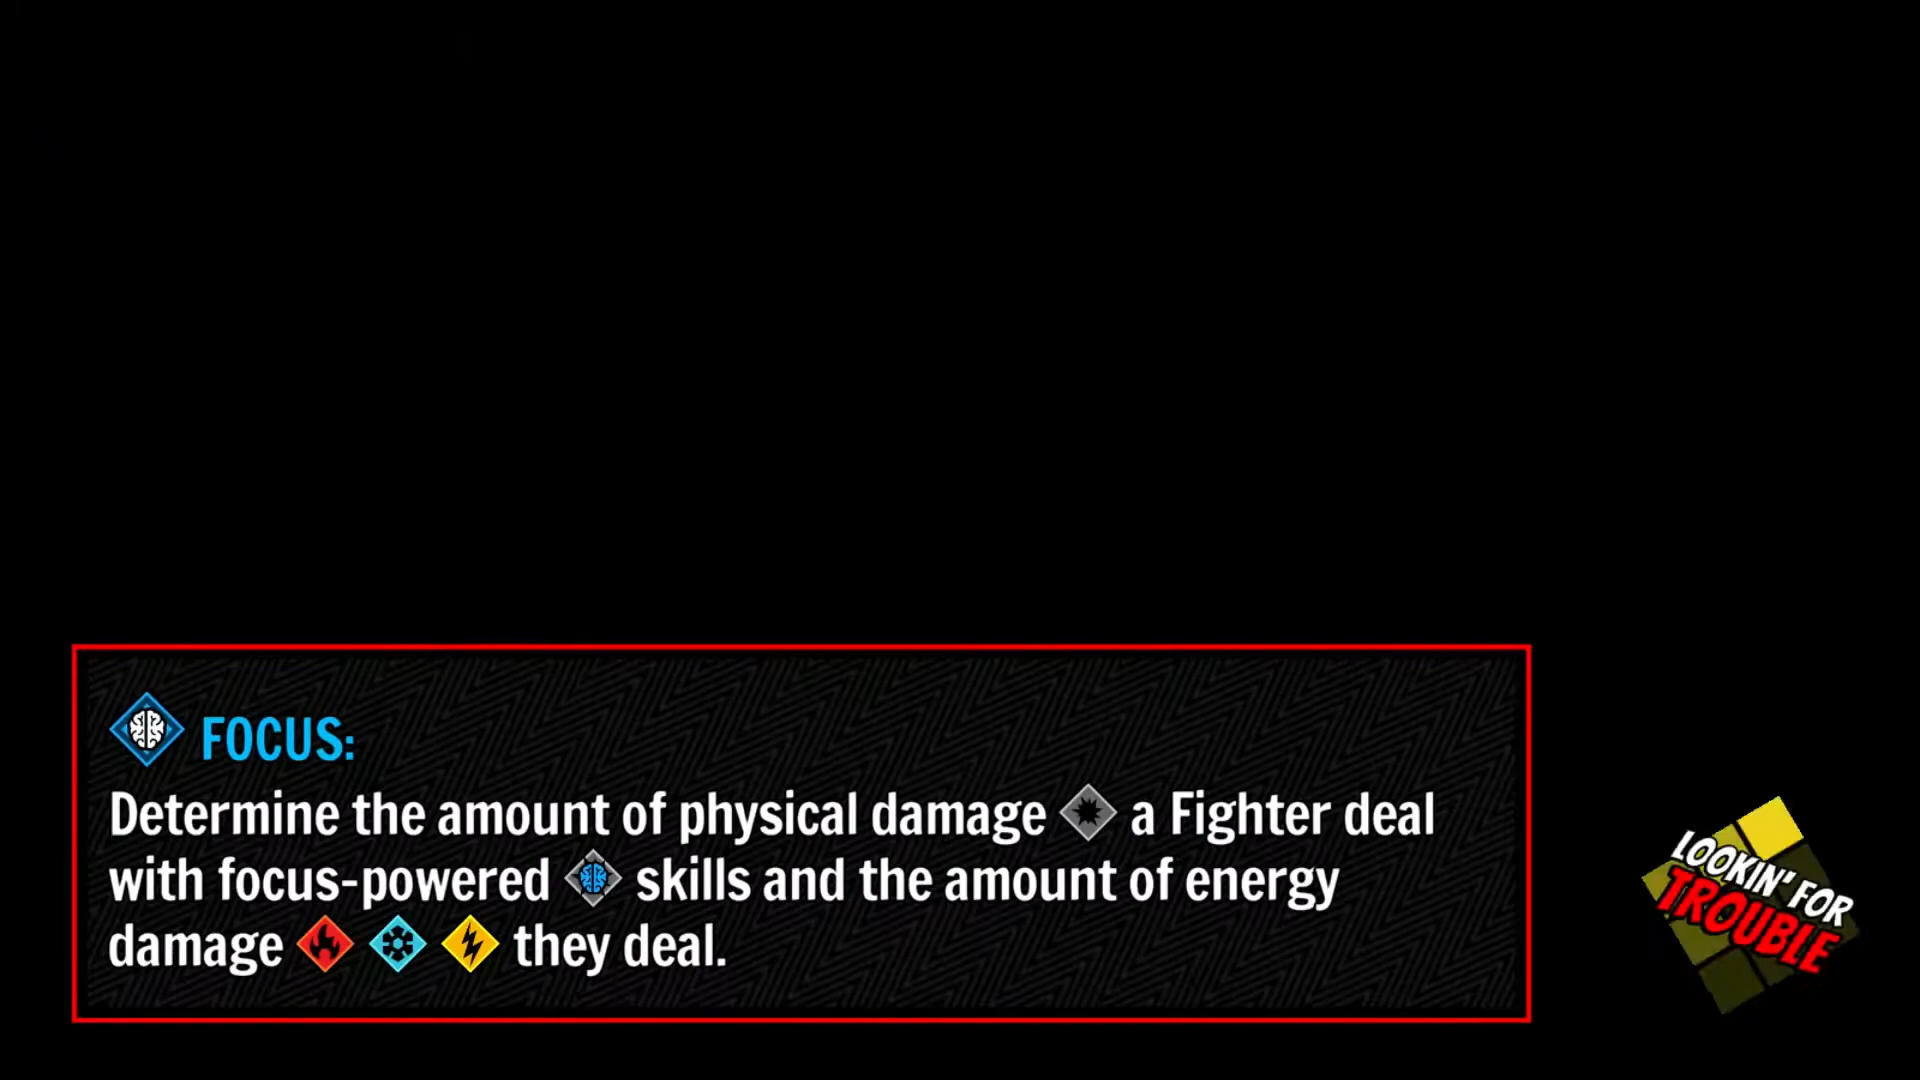 FOCUS:
Determine the amount of physical damage a Fighter deal
with focus-powered skills and the amount of energy
damage they deal.
LOOKIN' FOR
TROUBLE